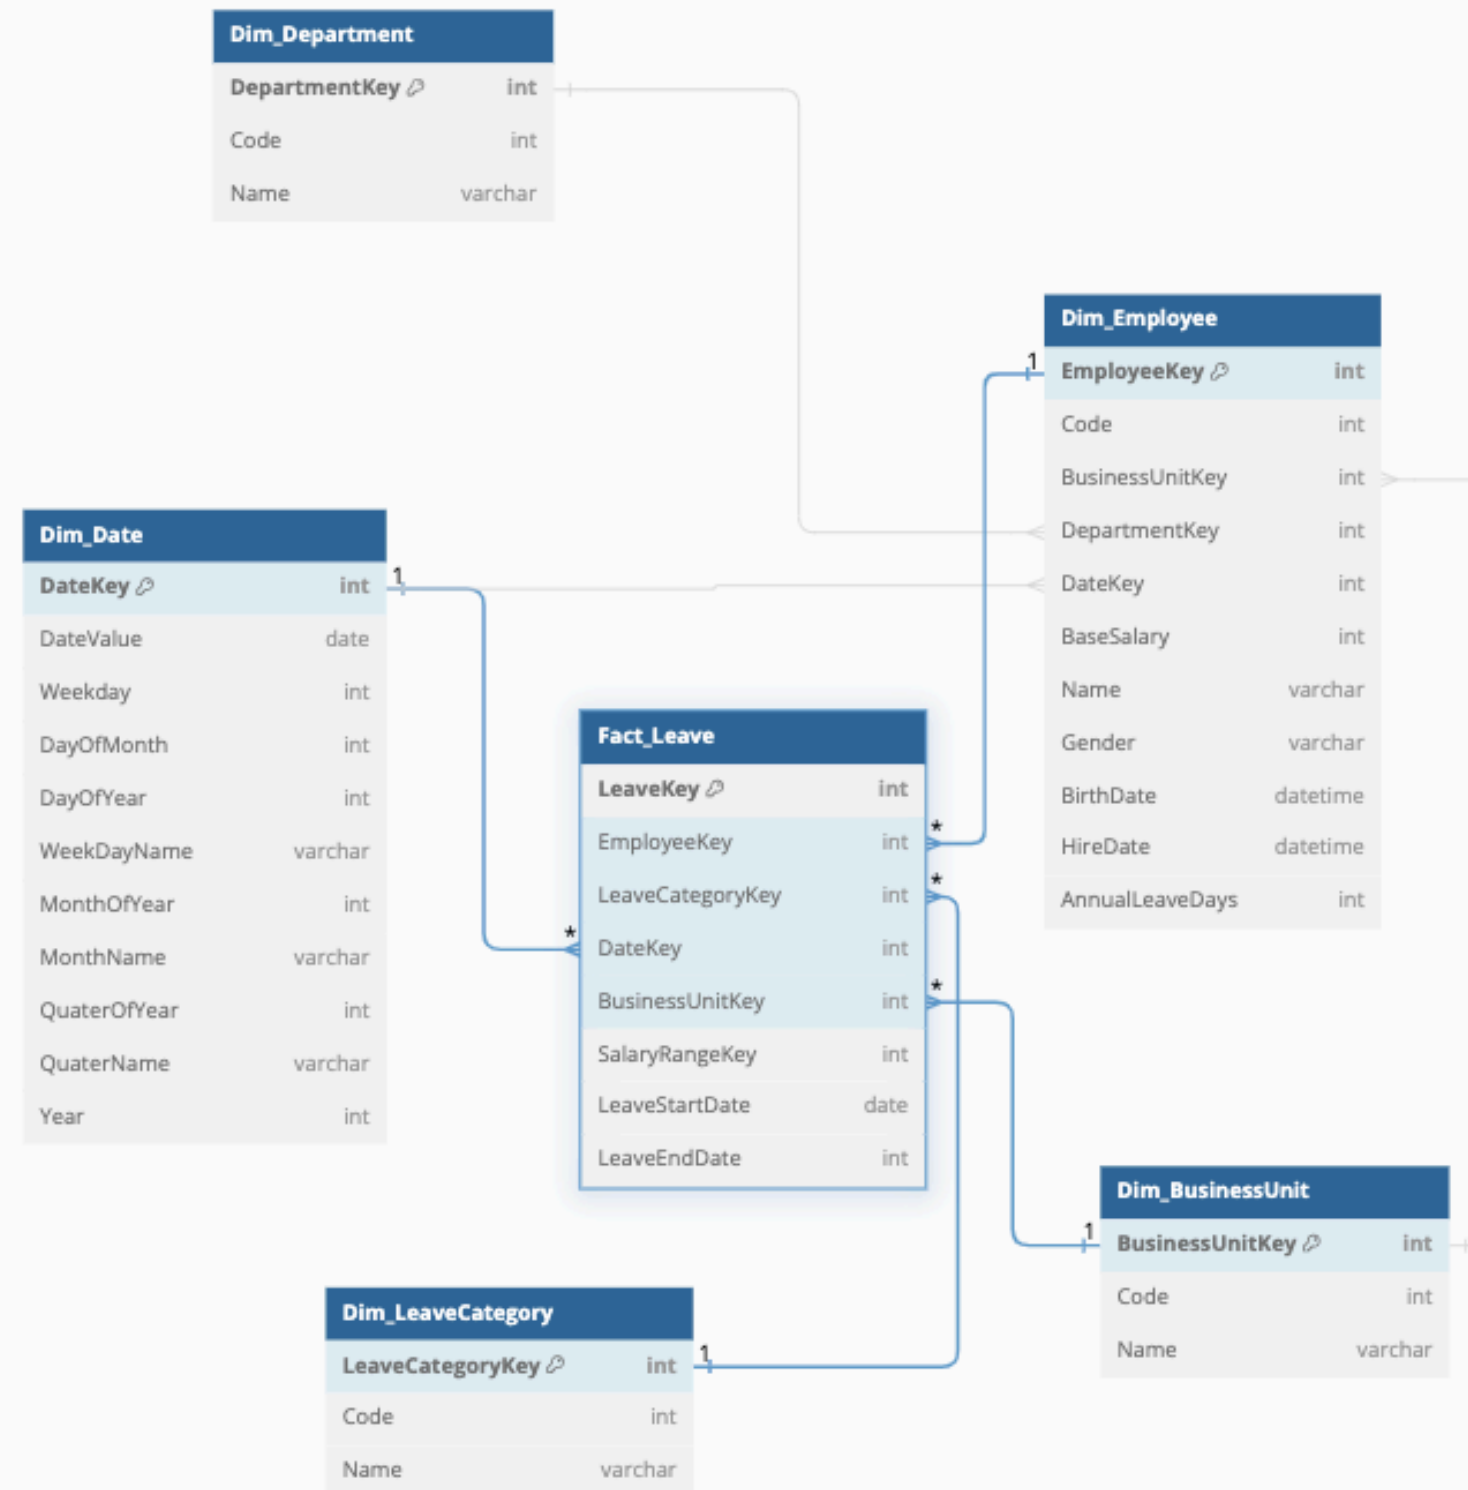 Dim_Department
DepartmentKey int
Code int
Name varchar
Dim_Employee
1
EmployeeKey int
Code int
BusinessUnitKey int
DepartmentKey int
DateKey int
BaseSalary int
Name varchar
Gender varchar
BirthDate datetime
HireDate datetime
AnnualLeaveDays int
Dim_Date
DateKey int 1
DateValue date
Weekday int
DayOfMonth int
DayOfYear int
WeekDayName varchar
MonthOfYear int
MonthName varchar
QuaterOfYear int
QuaterName varchar
Year int
Fact_Leave
LeaveKey int
EmployeeKey int *
LeaveCategoryKey int *
* DateKey int
BusinessUnitKey int *
SalaryRangeKey int
LeaveStartDate date
LeaveEndDate int
Dim_BusinessUnit
1 BusinessUnitKey int
Code int
Name varchar
Dim_LeaveCategory
LeaveCategoryKey int 1
Code int
Name varchar